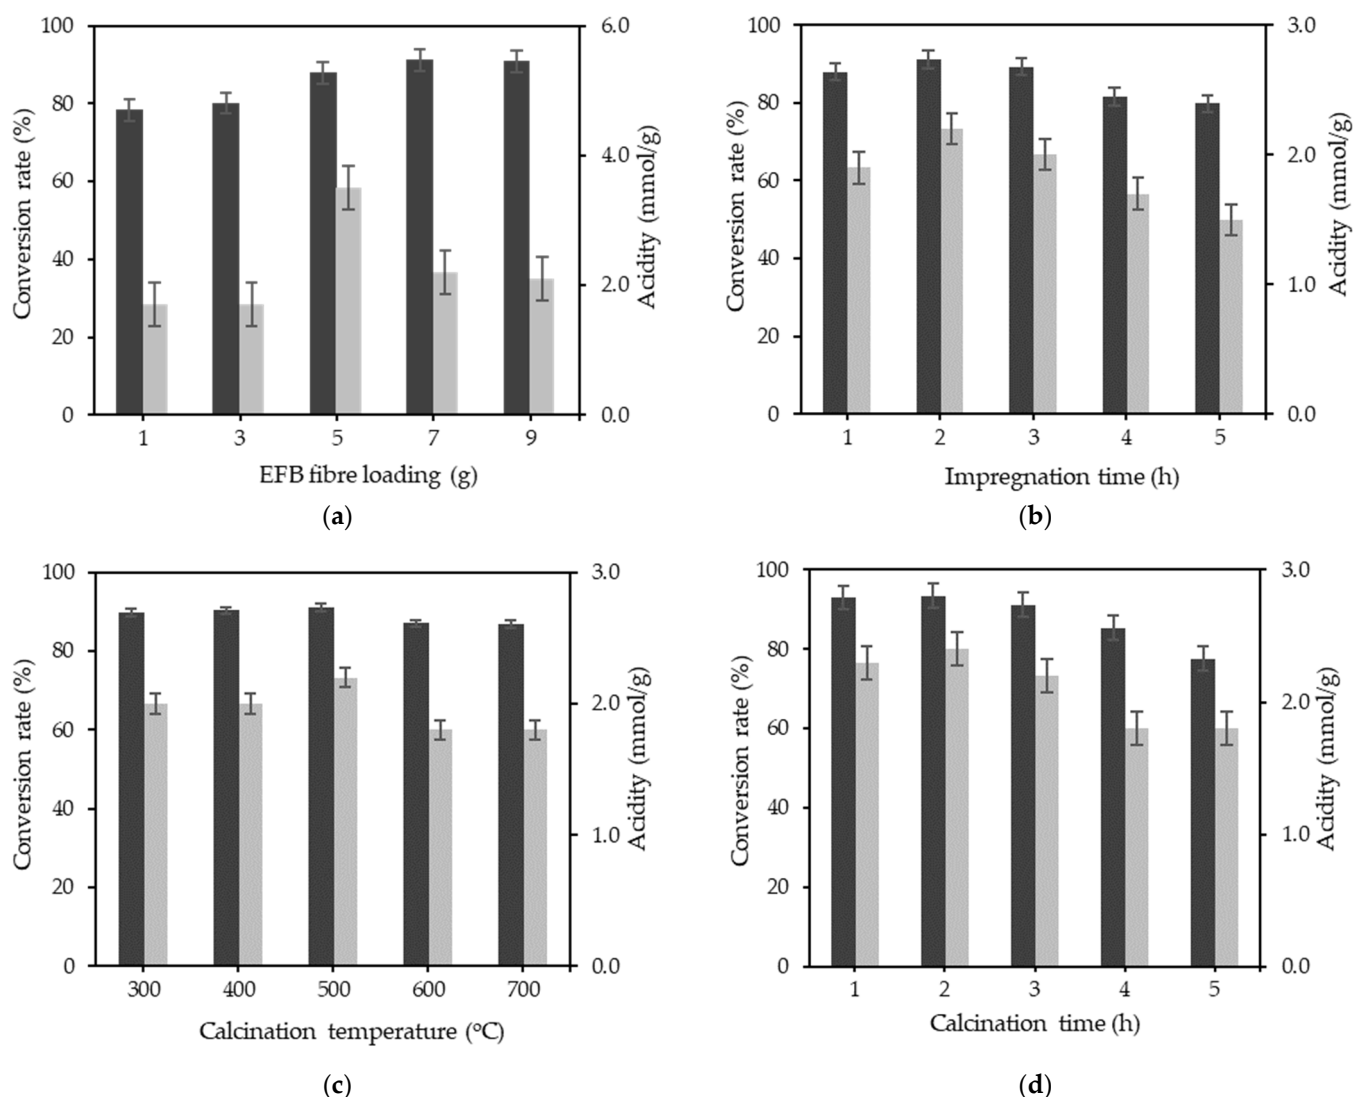 100
80
60
40
20
0
Conversion rate (%)
6.0
4.0
2.0
0.0
Acidity (mmol/g)
1 3 5 7 9
EFB fibre loading (g)
(a)
100
80
60
40
20
0
Conversion rate (%)
3.0
2.0
1.0
0.0
Acidity (mmol/g)
1 2 3 4 5
Impregnation time (h)
(b)
100
80
60
40
20
0
Conversion rate (%)
3.0
2.0
1.0
0.0
Acidity (mmol/g)
300 400 500 600 700
Calcination temperature (°C)
(c)
100
80
60
40
20
0
Conversion rate (%)
3.0
2.0
1.0
0.0
Acidity (mmol/g)
1 2 3 4 5
Calcination time (h)
(d)